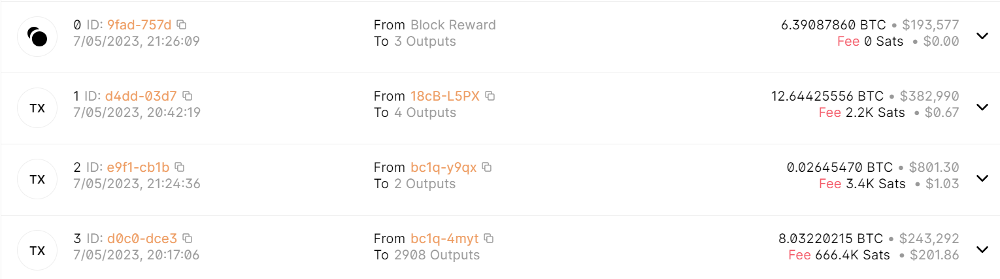 0 ID: 9fad-757d From Block Reward 6.39087860 BTC • $193,577
7/05/2023, 21:26:09 To 3 Outputs Fee 0 Sats • $0.00
TX
1 ID: d4dd-03d7 From 18cB-L5PX 12.64425556 BTC • $382,990
7/05/2023, 20:42:19 To 4 Outputs Fee 2.2K Sats • $0.67
TX
2 ID: e9f1-cb1b From bc1q-y9qx 0.02645470 BTC • $801.30
7/05/2023, 21:24:36 To 2 Outputs Fee 3.4K Sats • $1.03
TX
3 ID: d0c0-dce3 From bc1q-4myt 8.03220215 BTC • $243,292
7/05/2023, 20:17:06 To 2908 Outputs Fee 666.4K Sats • $201.86
TX